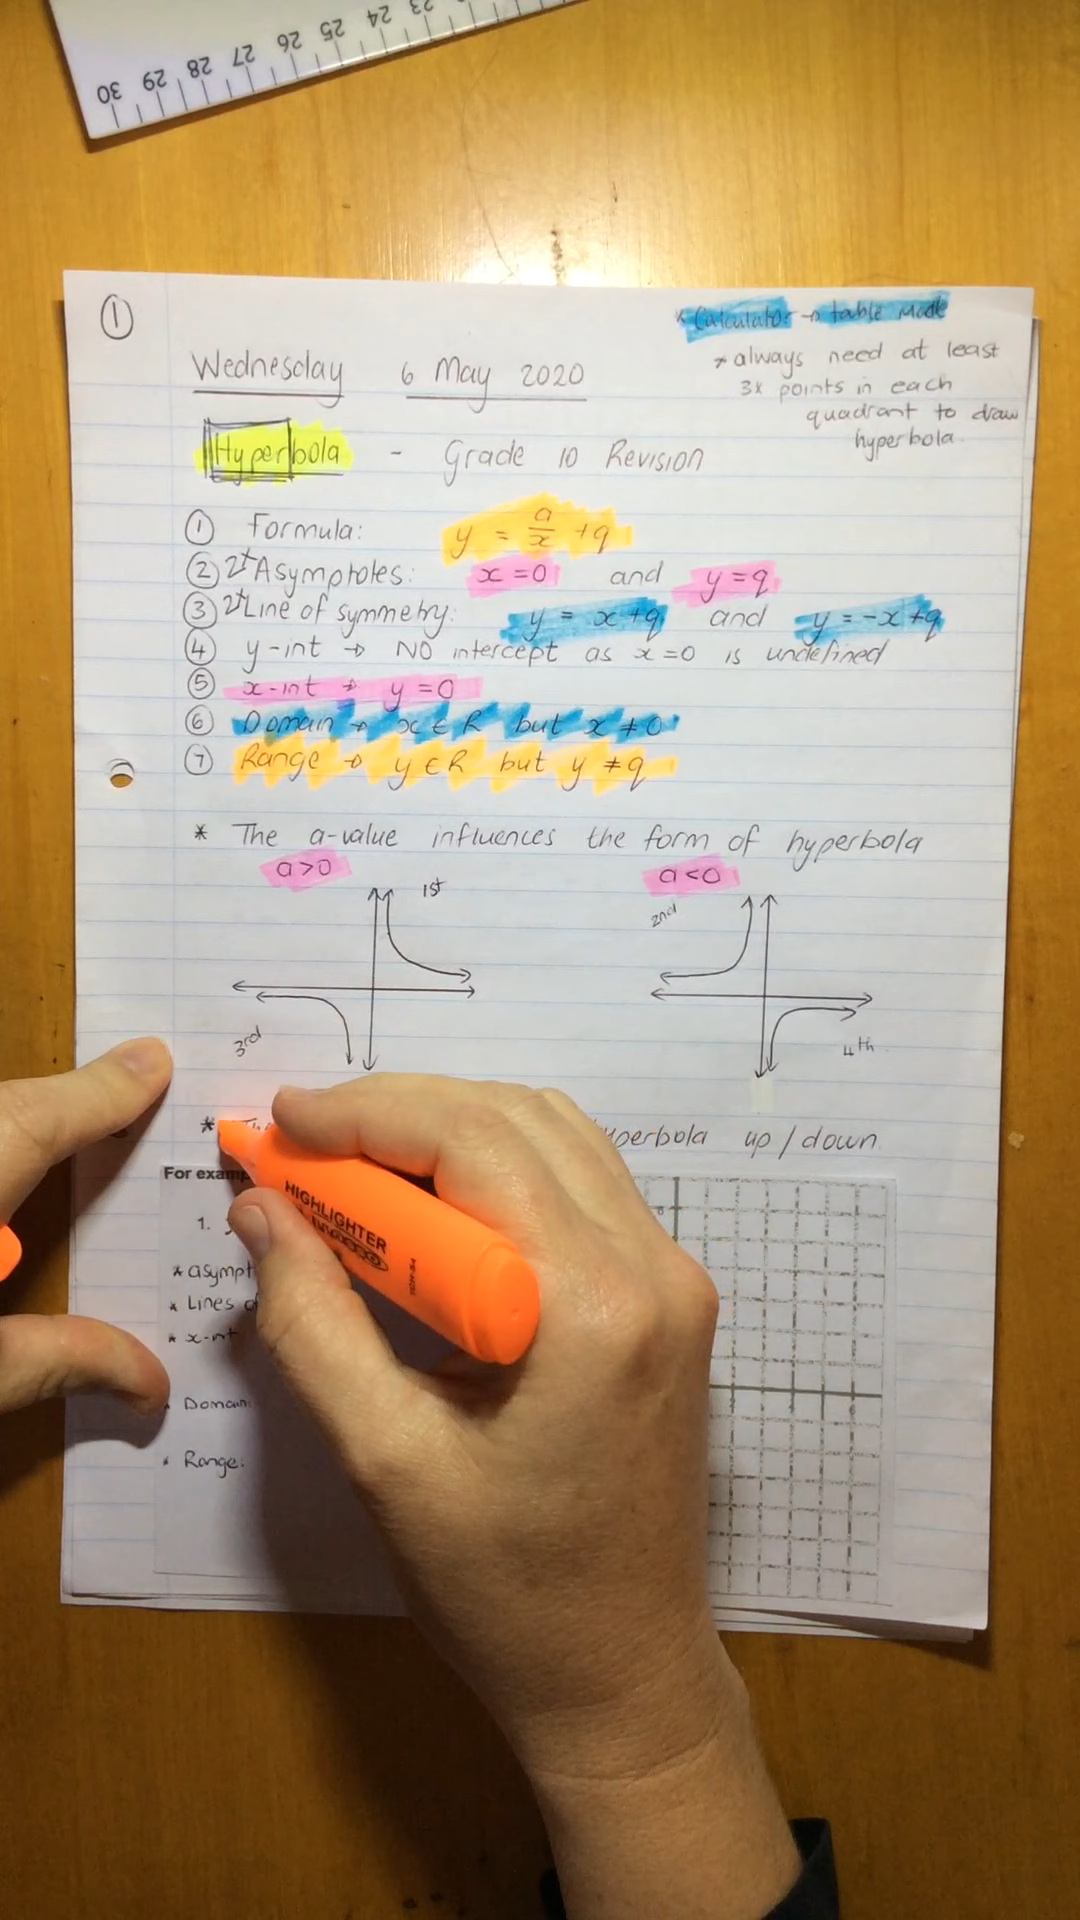 30 29 28 27 26 25 24 23
①
* Calculator → table mode
* always need at least
3x points in each
quadrant to draw
hyperbola.
Wednesday 6 May 2020
Hyperbola - Grade 10 Revision
① Formula: y = a/x + q
② 2x Asymptotes: x = 0 and y = q
③ 2x Line of symmetry: y = x + q and y = -x + q
④ y-int → NO intercept as x = 0 is undefined
⑤ x-int → y = 0
⑥ Domain → x ∈ R but x ≠ 0
⑦ Range → y ∈ R but y ≠ q
* The a-value influences the form of hyperbola
a > 0 a < 0
1st 2nd
3rd 4th
* up/down
For
1.
*
* Lines
* x-int
* Domain:
* Range:
HIGHLIGHTER